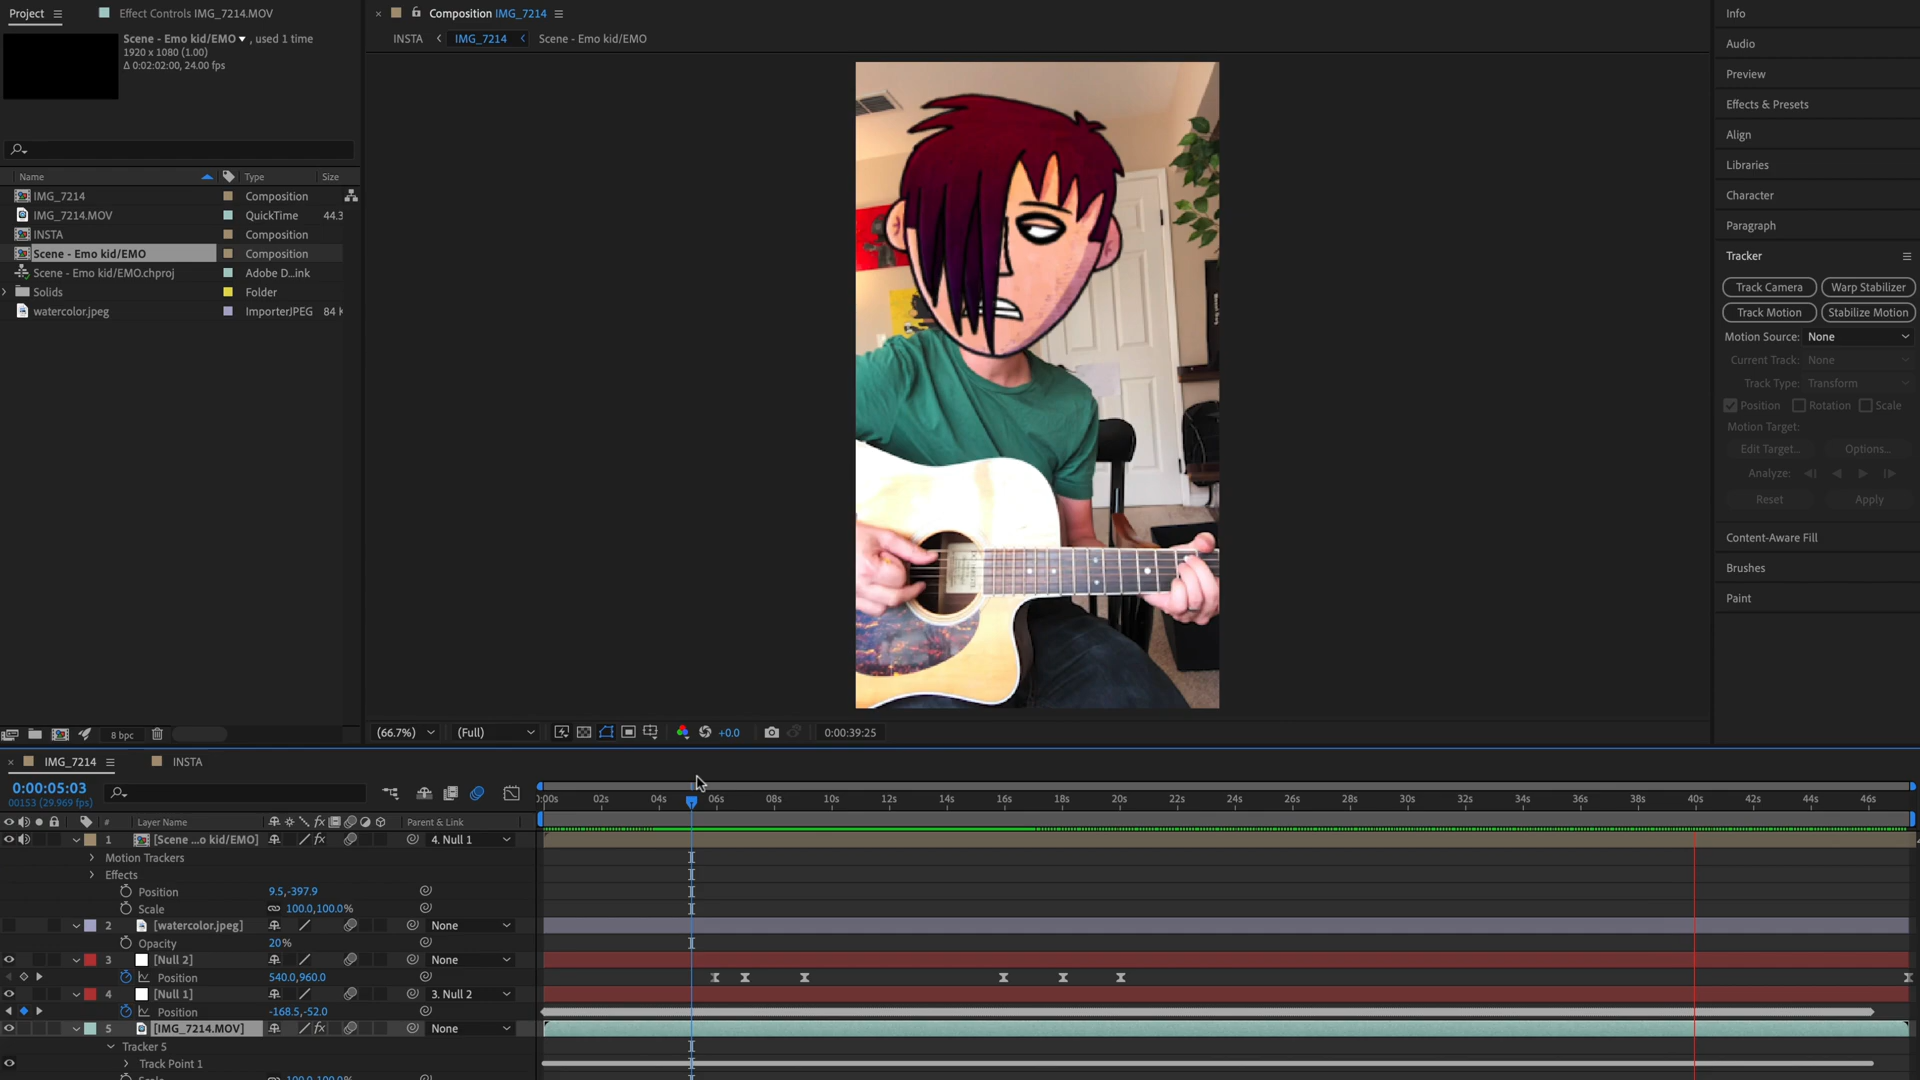 Project
Effect Controls IMG_7214.MOV
Composition IMG_7214
Info
INSTA
IMG_7214
Scene - Emo kid/EMO
Audio
Scene - Emo kid/EMO , used 1 time
1920 x 1080 (1.00)
Δ 0:02:02:00, 24.00 fps
Preview
Effects & Presets
Align
Libraries
Character
Paragraph
Name
Type
Size
IMG_7214
Composition
IMG_7214.MOV
QuickTime
44.3
INSTA
Composition
Scene - Emo kid/EMO
Composition
Scene - Emo kid/EMO.chproj
Adobe D...ink
Solids
Folder
watercolor.jpeg
ImporterJPEG
84 K
Tracker
Track Camera
Warp Stabilizer
Track Motion
Stabilize Motion
Motion Source: None
Current Track: None
Track Type: Transform
Position
Rotation
Scale
Motion Target:
Edit Target...
Options...
Analyze:
Reset
Apply
Content-Aware Fill
Brushes
Paint
8 bpc
(66.7%)
(Full)
+0.0
0:00:39:25
IMG_7214
INSTA
0:00:05:03
00153 (29.969 fps)
:00s
02s
04s
06s
08s
10s
12s
14s
16s
18s
20s
22s
24s
26s
28s
30s
32s
34s
36s
38s
40s
42s
44s
46s
#
Layer Name
fx
Parent & Link
1
[Scene ...o kid/EMO]
fx
4. Null 1
Motion Trackers
Effects
Position
9.5,-397.9
Scale
100.0,100.0%
2
[watercolor.jpeg]
None
Opacity
20%
3
[Null 2]
None
Position
540.0,960.0
4
[Null 1]
3. Null 2
Position
-168.5,-52.0
5
[IMG_7214.MOV]
fx
None
Tracker 5
Track Point 1